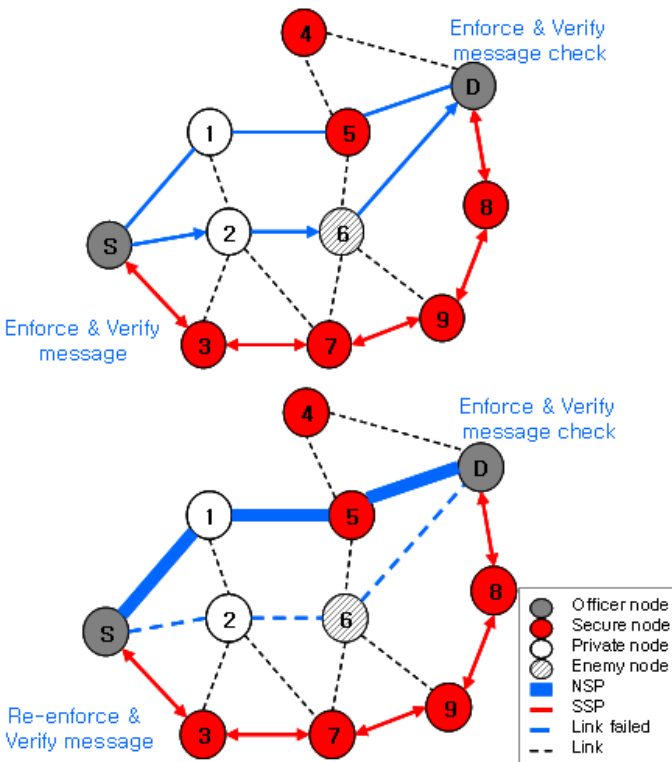 4
Enforce & Verify
message check
D
1
5
8
S
2
6
9
Enforce & Verify
message
3
7
4
Enforce & Verify
message check
D
1
5
8
S
2
6
9
Re-enforce &
Verify message
3
7
Officer node
Secure node
Private node
Enemy node
NSP
SSP
Link failed
Link